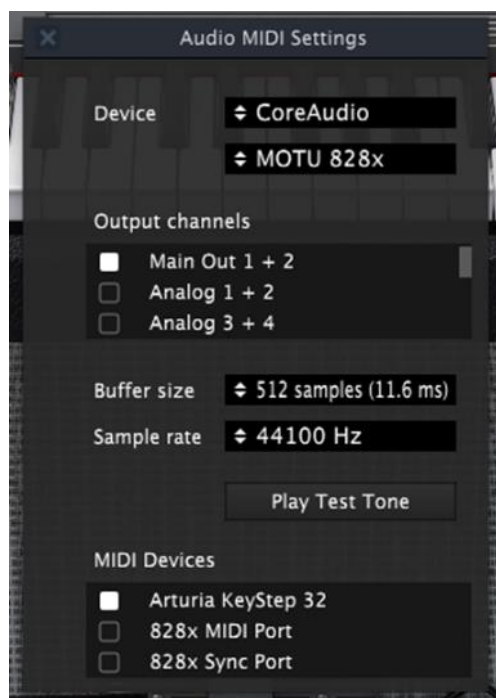 Audio MIDI Settings
Device
CoreAudio
MOTU 828x
Output channels
Main Out 1 + 2
Analog 1 + 2
Analog 3 + 4
Buffer size
512 samples (11.6 ms)
Sample rate
44100 Hz
Play Test Tone
MIDI Devices
Arturia KeyStep 32
828x MIDI Port
828x Sync Port